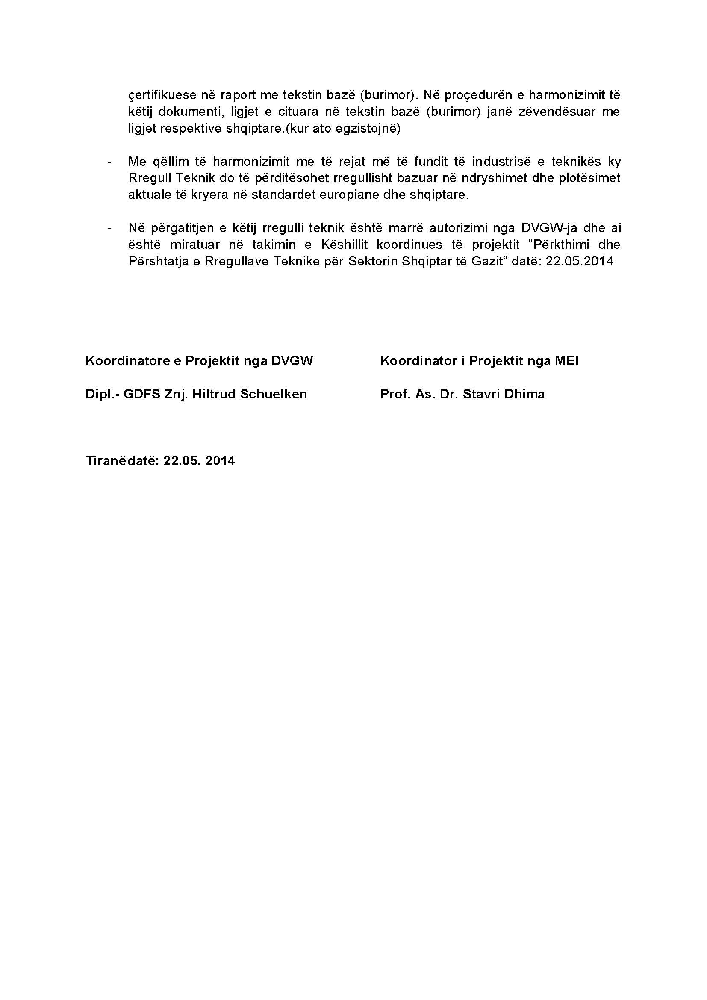 çertifikuese në raport me tekstin bazë (burimor). Në proçedurën e harmonizimit të
këtij dokumenti, ligjet e cituara në tekstin bazë (burimor) janë zëvendësuar me
ligjet respektive shqiptare.(kur ato egzistojnë)
- Me qëllim të harmonizimit me të rejat më të fundit të industrisë e teknikës ky
Rregull Teknik do të përditësohet rregullisht bazuar në ndryshimet dhe plotësimet
aktuale të kryera në standardet europiane dhe shqiptare.
- Në përgatitjen e këtij rregulli teknik është marrë autorizimi nga DVGW-ja dhe ai
është miratuar në takimin e Këshillit koordinues të projektit “Përkthimi dhe
Përshtatja e Rregullave Teknike për Sektorin Shqiptar të Gazit“ datë: 22.05.2014
Koordinatore e Projektit nga DVGW Koordinator i Projektit nga MEI
Dipl.- GDFS Znj. Hiltrud Schuelken Prof. As. Dr. Stavri Dhima
Tiranëdatë: 22.05. 2014